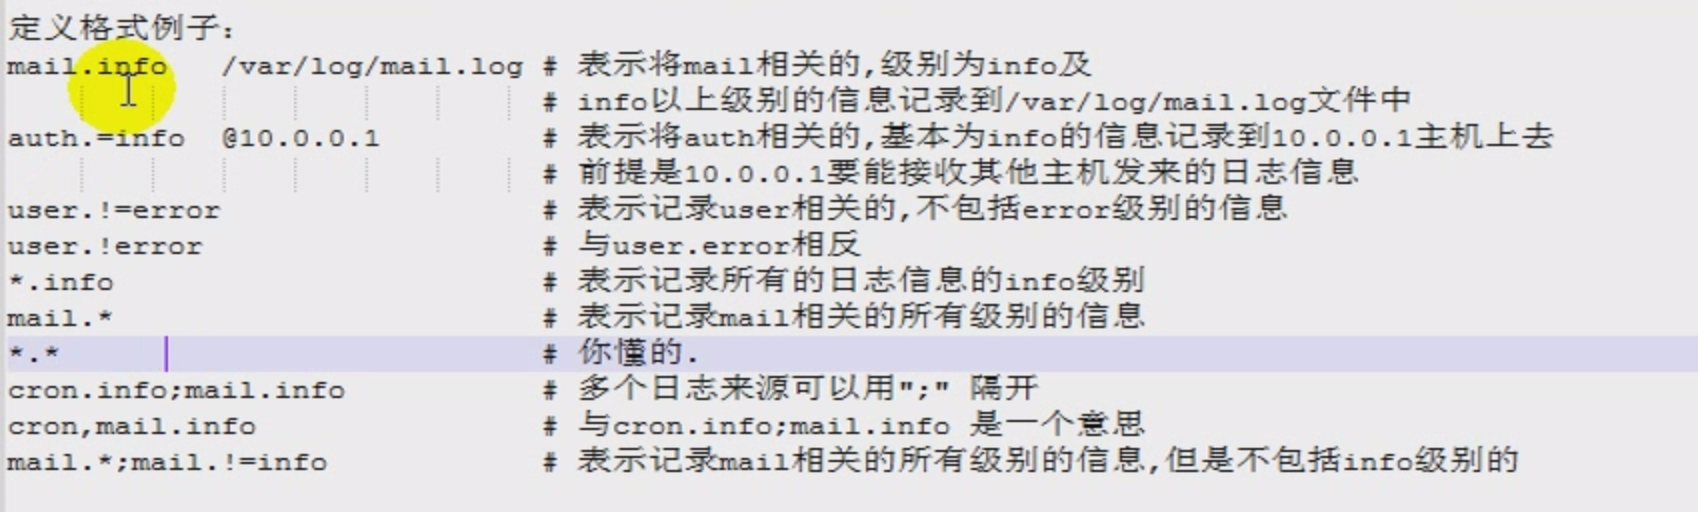 定义格式例子:
mail.info /var/log/mail.log # 表示将mail相关的,级别为info及
# info以上级别的信息记录到/var/log/mail.log文件中
auth.=info @10.0.0.1 # 表示将auth相关的,基本为info的信息记录到10.0.0.1主机上去
# 前提是10.0.0.1要能接收其他主机发来的日志信息
user.!=error # 表示记录user相关的,不包括error级别的信息
user.!error # 与user.error相反
*.info # 表示记录所有的日志信息的info级别
mail.* # 表示记录mail相关的所有级别的信息
*.* # 你懂的.
cron.info;mail.info # 多个日志来源可以用";" 隔开
cron,mail.info # 与cron.info;mail.info 是一个意思
mail.*;mail.!=info # 表示记录mail相关的所有级别的信息,但是不包括info级别的